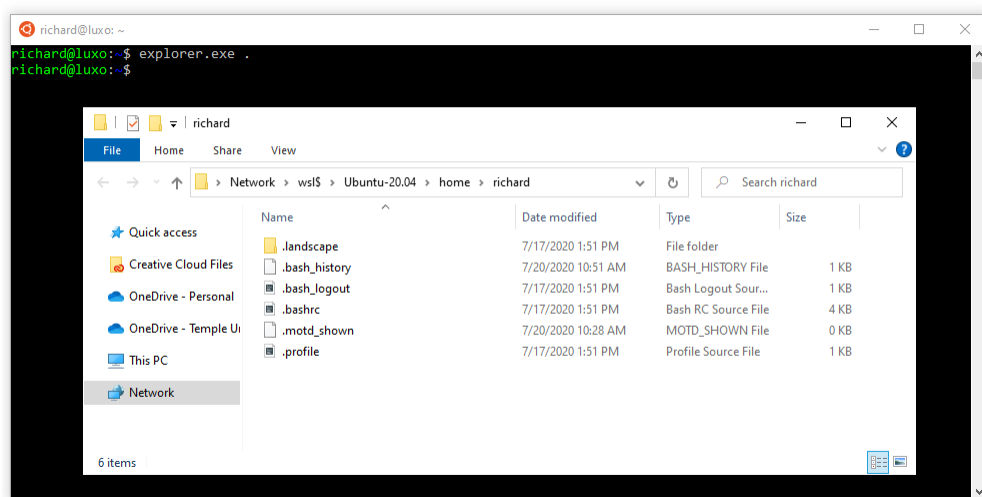 richard@luxo: ~
richard@luxo:~$ explorer.exe .
richard@luxo:~$
richard
File Home Share View
Network > wsl$ > Ubuntu-20.04 > home > richard
Search richard
Name Date modified Type Size
Quick access
Creative Cloud Files
OneDrive - Personal
OneDrive - Temple Un
This PC
Network
.landscape 7/17/2020 1:51 PM File folder
.bash_history 7/20/2020 10:51 AM BASH_HISTORY File 1 KB
.bash_logout 7/17/2020 1:51 PM Bash Logout Sour... 1 KB
.bashrc 7/17/2020 1:51 PM Bash RC Source File 4 KB
.motd_shown 7/20/2020 10:28 AM MOTD_SHOWN File 0 KB
.profile 7/17/2020 1:51 PM Profile Source File 1 KB
6 items